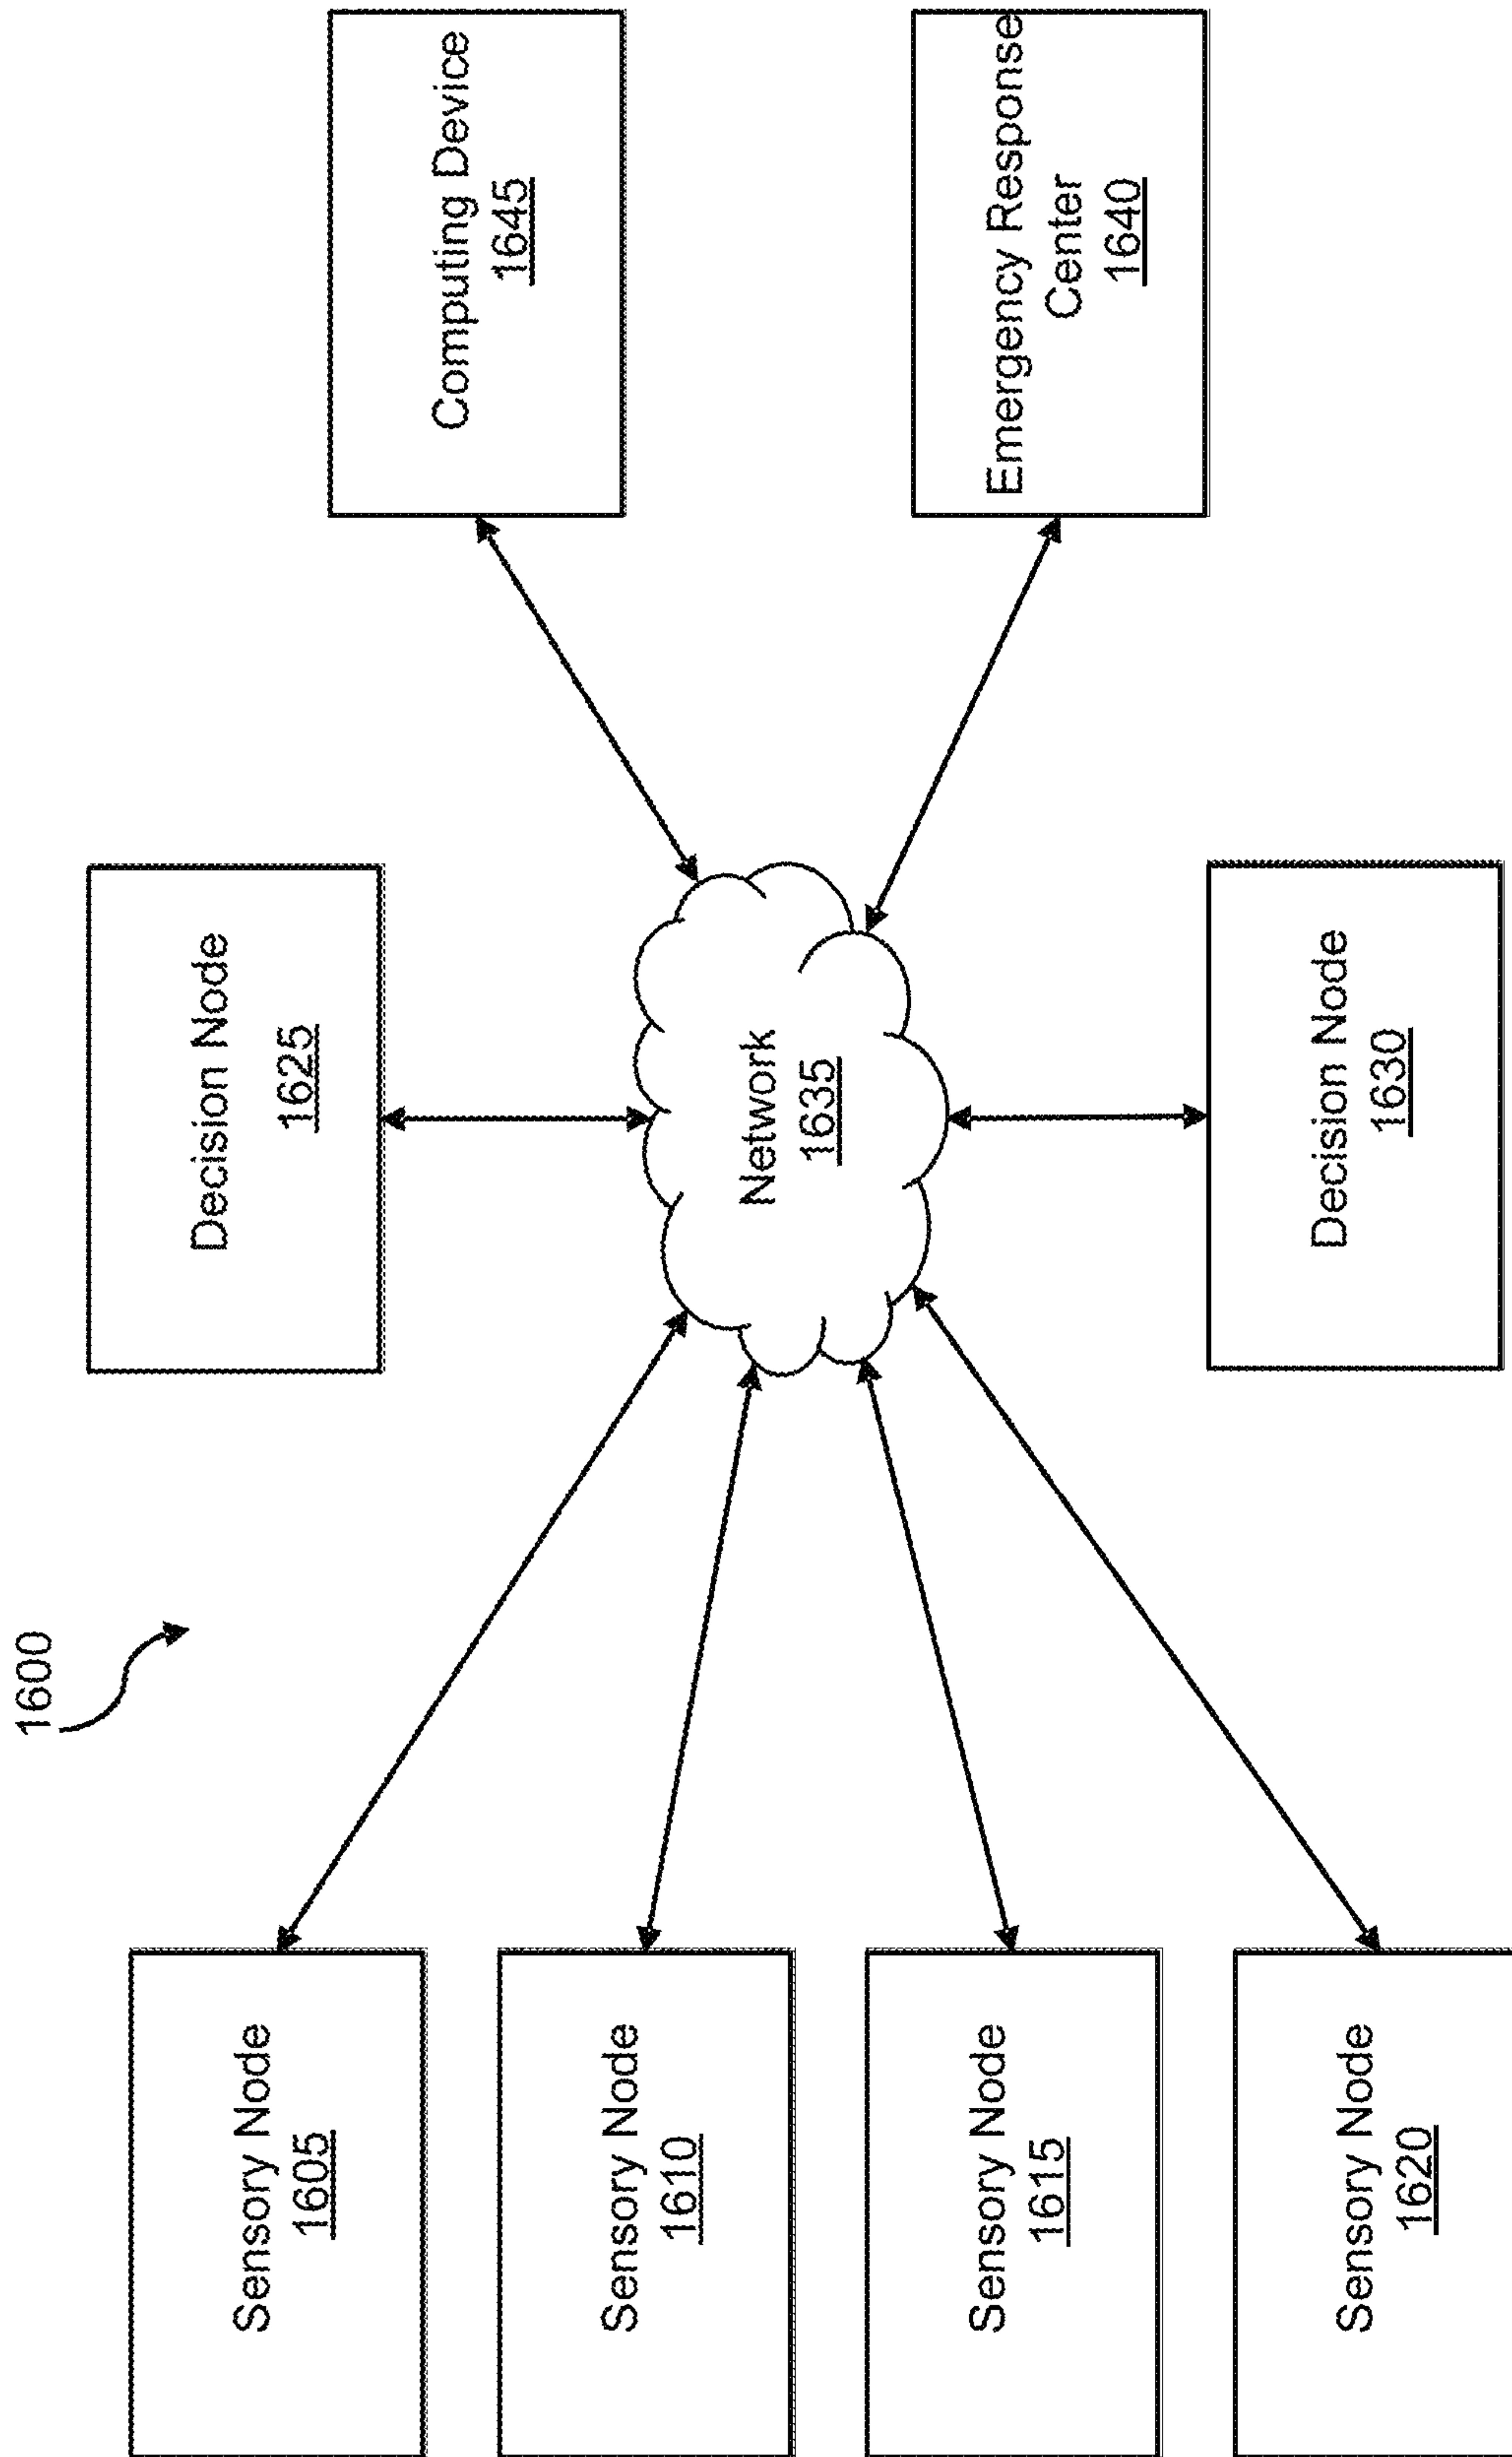 1600
Sensory Node
1605
Sensory Node
1610
Sensory Node
1615
Sensory Node
1620
Decision Node
1625
Network
1635
Decision Node
1630
Computing Device
1645
Emergency Response
Center
1640